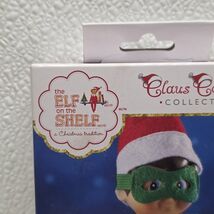 the
ELF
on the
SHELF
a Christmas tradition
Claus Co
COLLECT